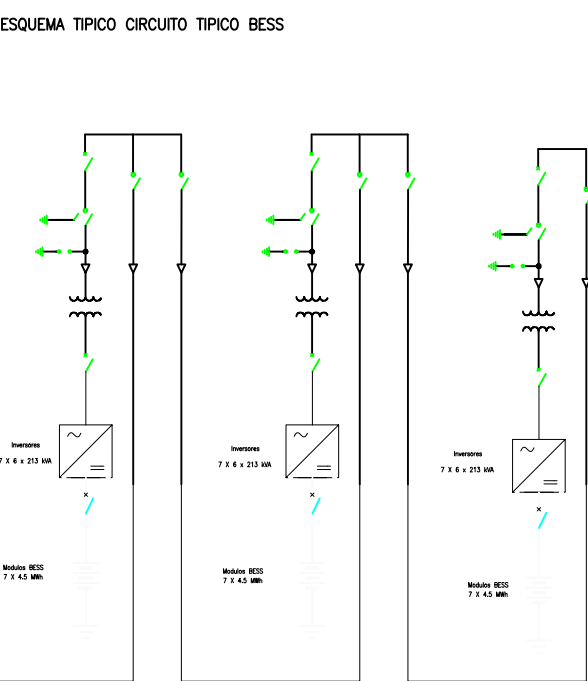 ESQUEMA TIPICO CIRCUITO TIPICO BESS
Inversores
7 X 6 x 213 kVA
Inversores
7 X 6 x 213 kVA
Inversores
7 X 6 x 213 kVA
Modulos BESS
7 X 4.5 MWh
Modulos BESS
7 X 4.5 MWh
Modulos BESS
7 X 4.5 MWh